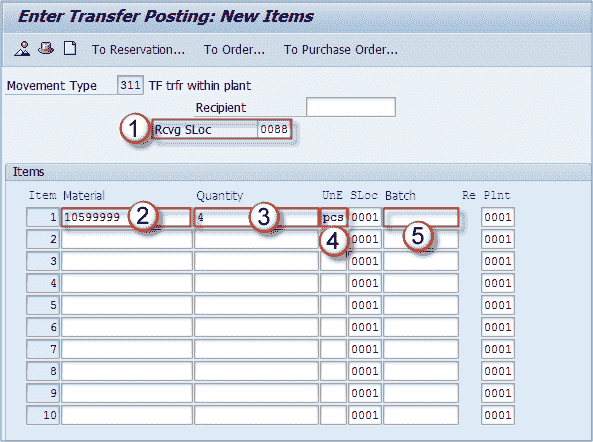 Enter Transfer Posting: New Items
To Reservation... To Order... To Purchase Order...
Movement Type 311 TF trfr within plant
Recipient
1 Rcvg SLoc 0088
Items
Item Material Quantity UnE SLoc Batch Re Plnt
1 10599999 2 4 3 pcs 0001 0001
2 4 0001 5 0001
3 0001 0001
4 0001 0001
5 0001 0001
6 0001 0001
7 0001 0001
8 0001 0001
9 0001 0001
10 0001 0001